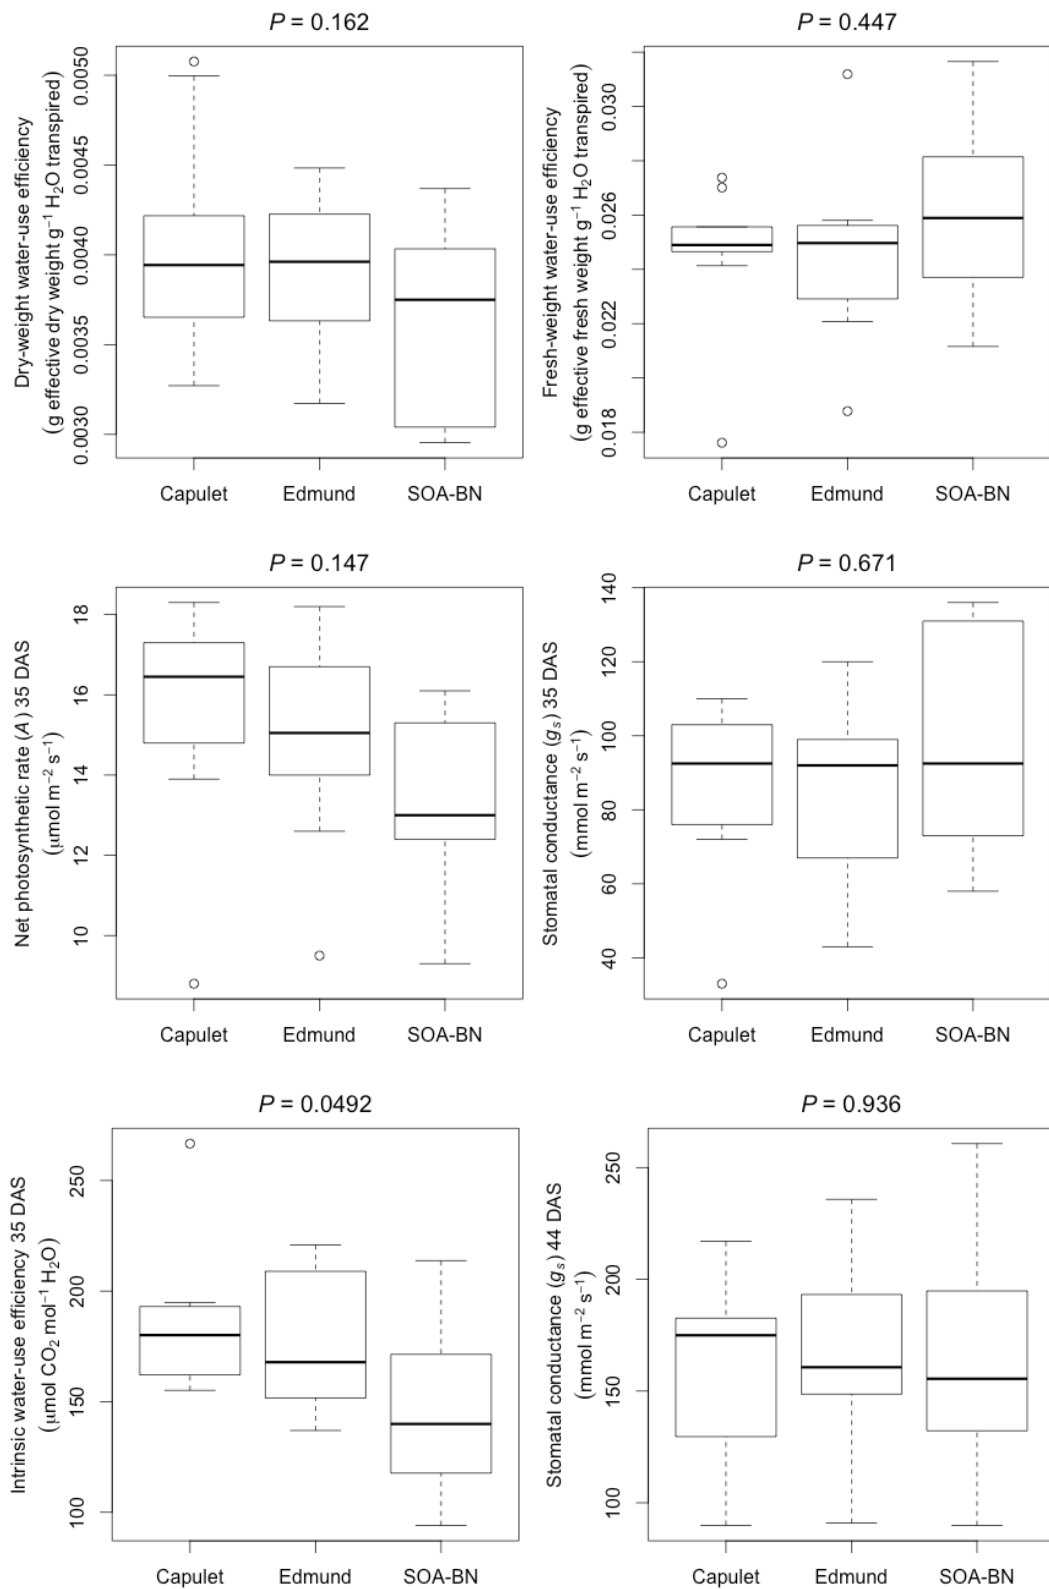 P = 0.162
Dry-weight water-use efficiency
(g effective dry weight g⁻¹ H₂O transpired)
0.0050
0.0045
0.0040
0.0035
0.0030
Capulet Edmund SOA-BN
P = 0.447
Fresh-weight water-use efficiency
(g effective fresh weight g⁻¹ H₂O transpired)
0.030
0.026
0.022
0.018
Capulet Edmund SOA-BN
P = 0.147
Net photosynthetic rate (A) 35 DAS
(μmol m⁻² s⁻¹)
18
16
14
12
10
Capulet Edmund SOA-BN
P = 0.671
Stomatal conductance (gₛ) 35 DAS
(mmol m⁻² s⁻¹)
140
120
100
80
60
40
Capulet Edmund SOA-BN
P = 0.0492
Intrinsic water-use efficiency 35 DAS
(μmol CO₂ mol⁻¹ H₂O)
250
200
150
100
Capulet Edmund SOA-BN
P = 0.936
Stomatal conductance (gₛ) 44 DAS
(mmol m⁻² s⁻¹)
250
200
150
100
Capulet Edmund SOA-BN